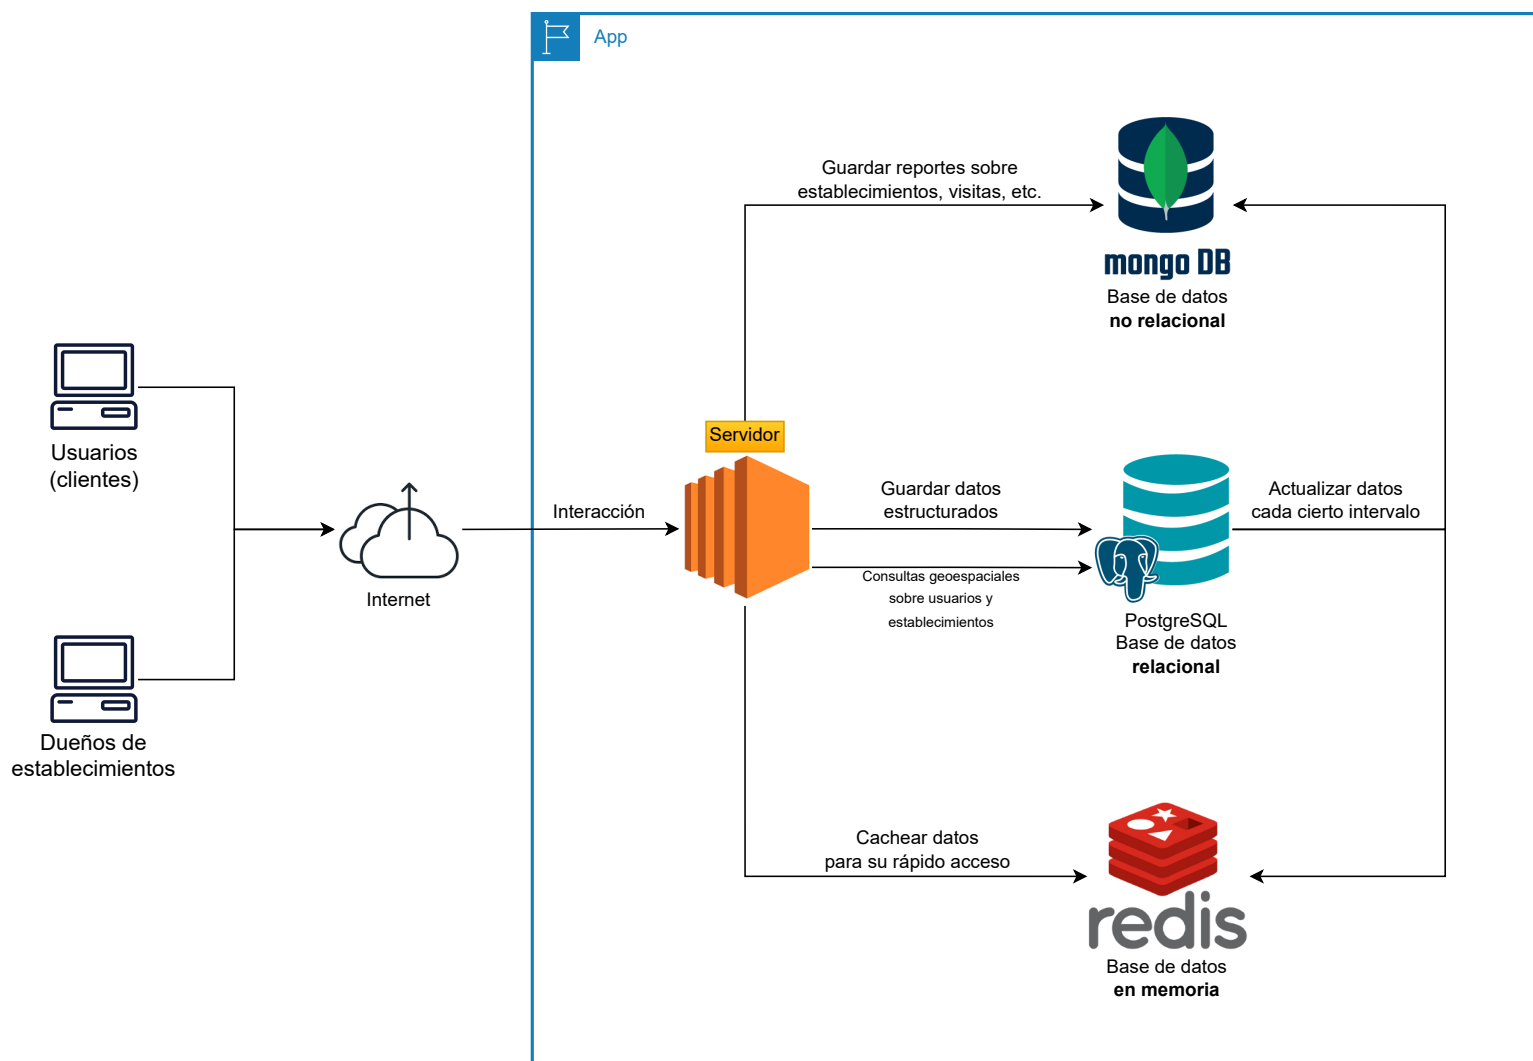 App
Guardar reportes sobre
establecimientos, visitas, etc.
mongo DB
Base de datos
no relacional
Usuarios
(clientes)
Servidor
Interacción
Internet
Guardar datos
estructurados
Consultas geoespaciales
sobre usuarios y
establecimientos
PostgreSQL
Base de datos
relacional
Actualizar datos
cada cierto intervalo
Dueños de
establecimientos
Cachear datos
para su rápido acceso
redis
Base de datos
en memoria